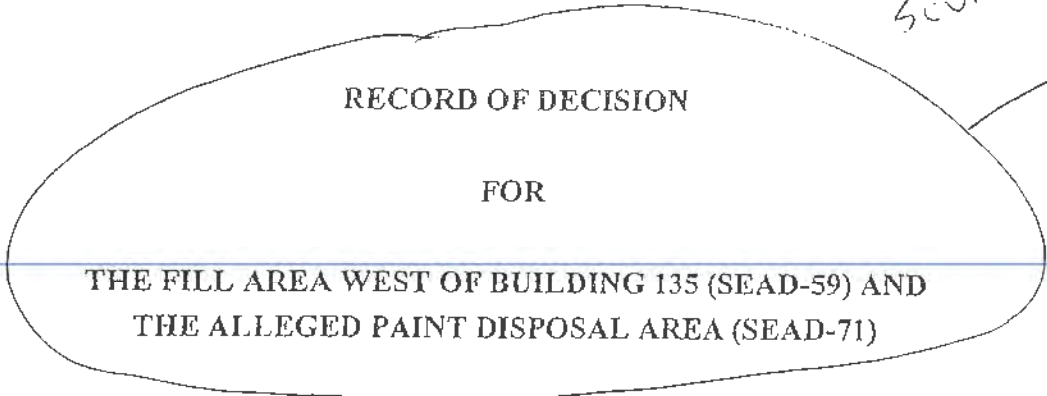 RECORD OF DECISION
FOR
THE FILL AREA WEST OF BUILDING 135 (SEAD-59) AND
THE ALLEGED PAINT DISPOSAL AREA (SEAD-71)